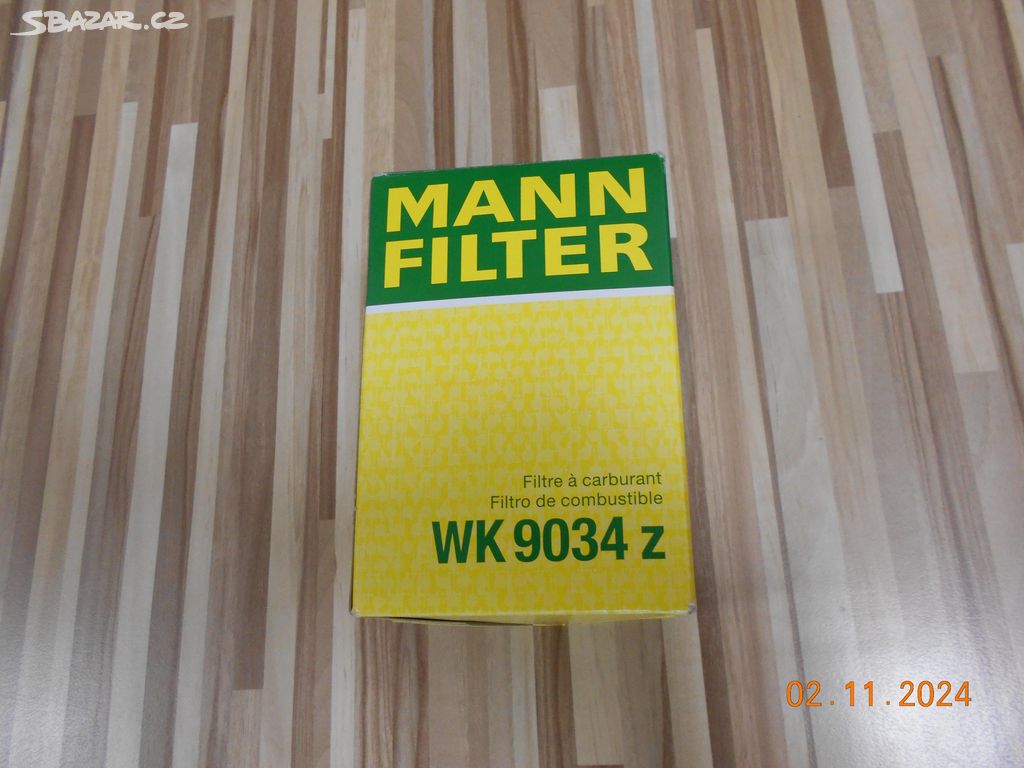 SBAZAR.CZ
MANN
FILTER
Filtre à carburant
Filtro de combustible
WK 9034 z
02.11.2024